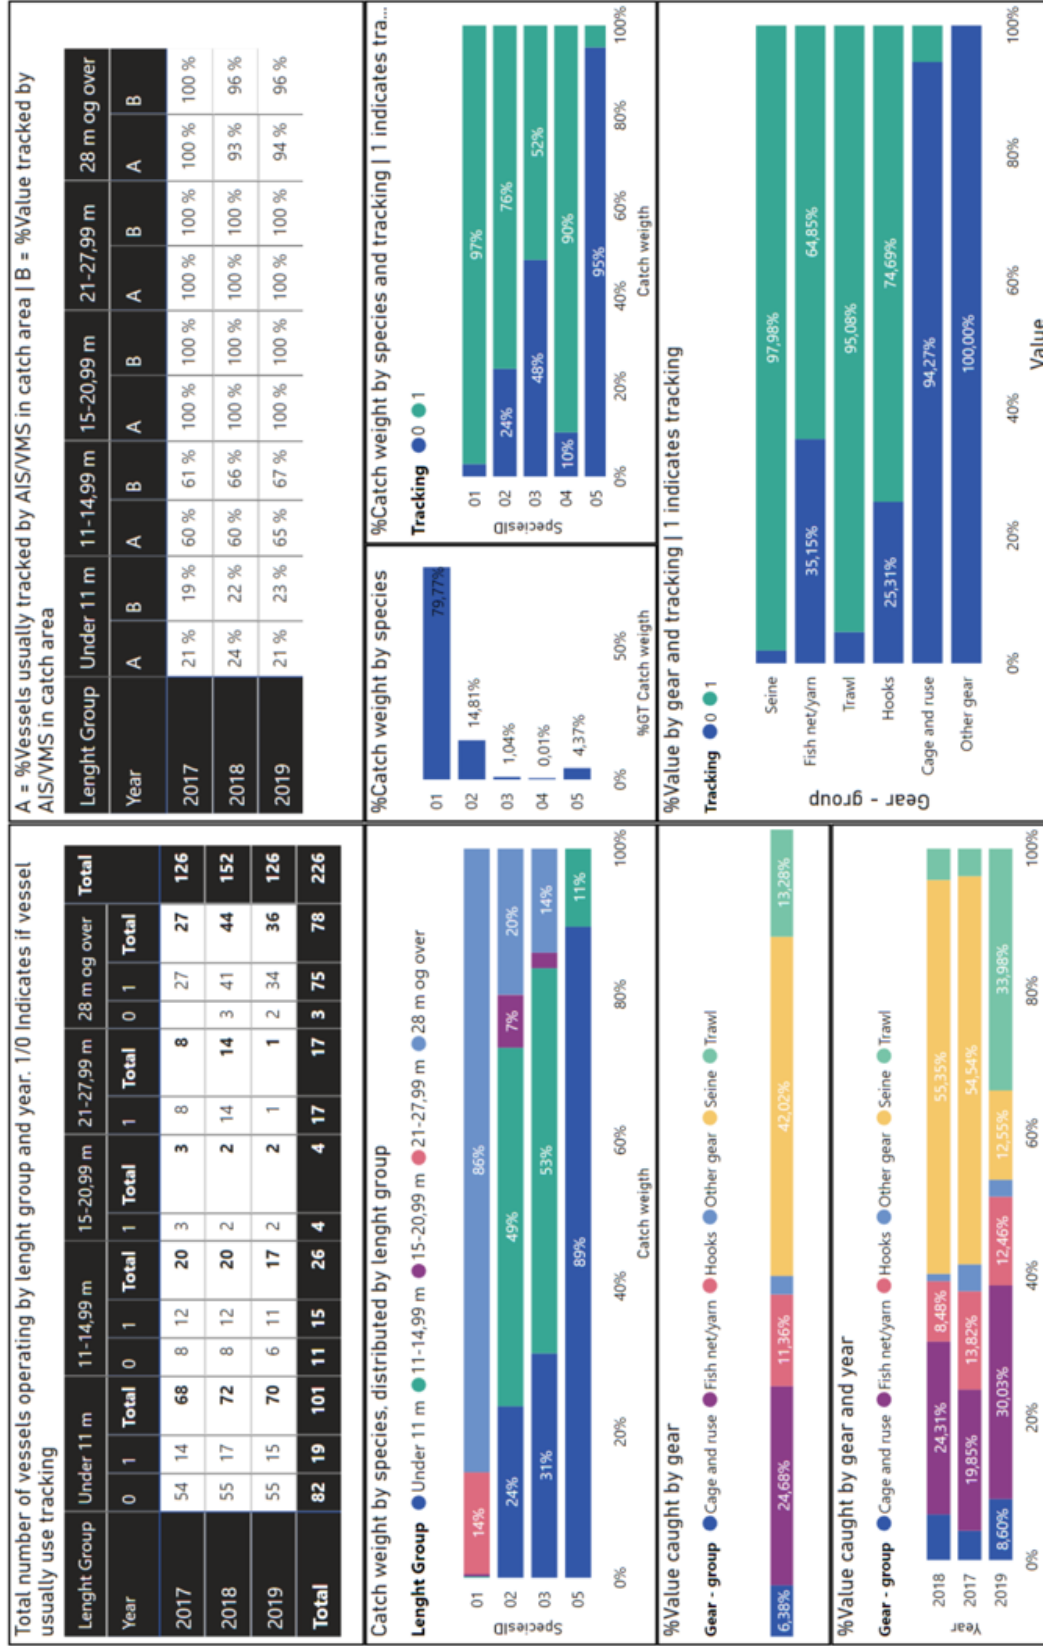 Total number of vessels operating by lenght group and year. 1/0 Indicates if vessel
usually use tracking
Lenght Group Under 11 m 11-14,99 m 15-20,99 m 21-27,99 m 28 m og over Total
Year 0 1 Total 0 1 Total 1 Total 1 Total 0 1 Total
2017 54 14 68 8 12 20 3 3 8 8 27 27 126
2018 55 17 72 8 12 20 2 2 14 14 3 41 44 152
2019 55 15 70 6 11 17 2 2 1 1 2 34 36 126
Total 82 19 101 11 15 26 4 4 17 17 3 75 78 226
A = %Vessels usually tracked by AIS/VMS in catch area | B = %Value tracked by
AIS/VMS in catch area
Lenght Group Under 11 m 11-14,99 m 15-20,99 m 21-27,99 m 28 m og over
Year A B A B A B A B A B
2017 21 % 19 % 60 % 61 % 100 % 100 % 100 % 100 % 100 % 100 %
2018 24 % 22 % 60 % 66 % 100 % 100 % 100 % 100 % 93 % 96 %
2019 21 % 23 % 65 % 67 % 100 % 100 % 100 % 100 % 94 % 96 %
Catch weight by species. distributed by lenght group
Lenght Group Under 11 m 11-14,99 m 15-20,99 m 21-27,99 m 28 m og over
SpeciesID
01 14% 86%
02 24% 49% 7% 20%
03 31% 53% 14%
05 89% 11%
0% 20% 40% 60% 80% 100%
Catch weigth
%Catch weight by species
01 79,77%
02 14,81%
03 1,04%
04 0,01%
05 4,37%
0% 50%
%GT Catch weigth
%Catch weight by species and tracking | 1 indicates tra...
Tracking 0 1
SpeciesID
01 97%
02 24% 76%
03 48% 52%
04 10% 90%
05 95%
0% 20% 40% 60% 80% 100%
Catch weigth
%Value caught by gear
Gear - group Cage and ruse Fish net/yarn Hooks Other gear Seine Trawl
6,38% 24,68% 11,36% 42,02% 13,28%
%Value caught by gear and year
Gear - group Cage and ruse Fish net/yarn Hooks Other gear Seine Trawl
Year
2018 24,31% 8,48% 55,35%
2017 19,85% 13,82% 54,54%
2019 8,60% 30,03% 12,46% 12,55% 33,98%
0% 20% 40% 60% 80% 100%
%Value by gear and tracking | 1 indicates tracking
Tracking 0 1
Gear - group
Seine 97,98%
Fish net/yarn 35,15% 64,85%
Trawl 95,08%
Hooks 25,31% 74,69%
Cage and ruse 94,27%
Other gear 100,00%
0% 20% 40% 60% 80% 100%
Value